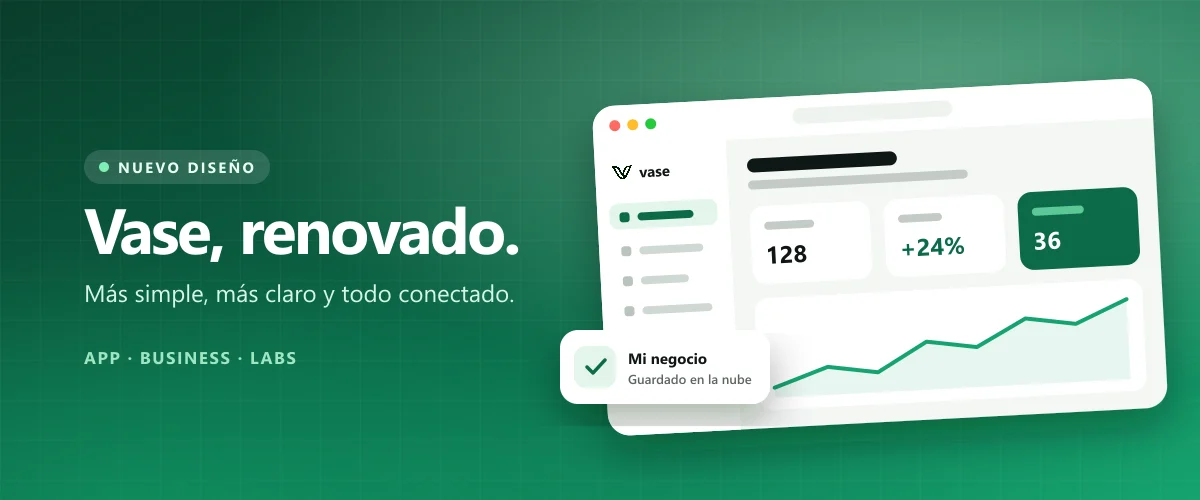 NUEVO DISEÑO
Vase, renovado.
Más simple, más claro y todo conectado.
APP · BUSINESS · LABS
vase
128
+24%
36
Mi negocio
Guardado en la nube